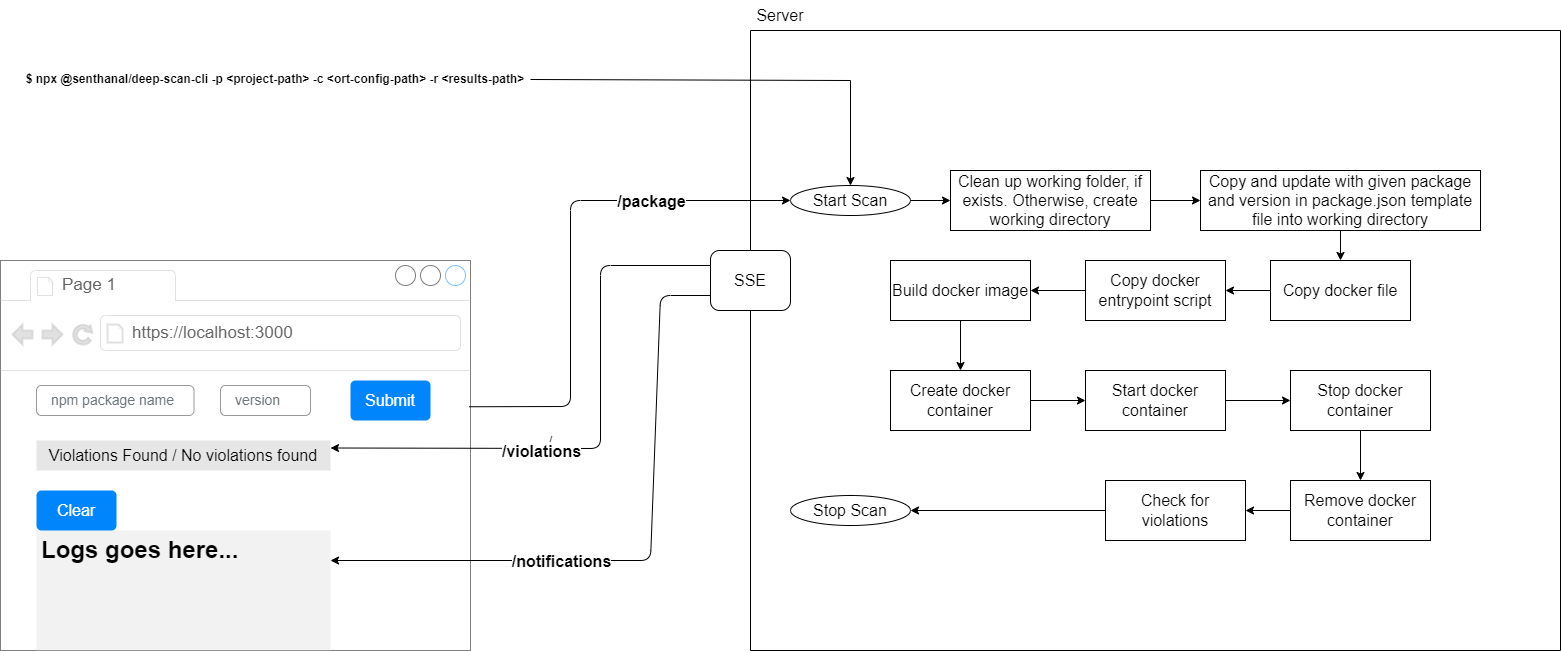 Server
$ npx @senthanal/deep-scan-cli -p <project-path> -c <ort-config-path> -r <results-path>
/package
Start Scan
Clean up working folder, if
exists. Otherwise, create
working directory
Copy and update with given package
and version in package.json template
file into working directory
SSE
Build docker image
Copy docker
entrypoint script
Copy docker file
Page 1
https://localhost:3000
npm package name
version
Submit
Create docker
container
Start docker
container
Stop docker
container
/
/violations
Violations Found / No violations found
Clear
Stop Scan
Check for
violations
Remove docker
container
Logs goes here...
/notifications